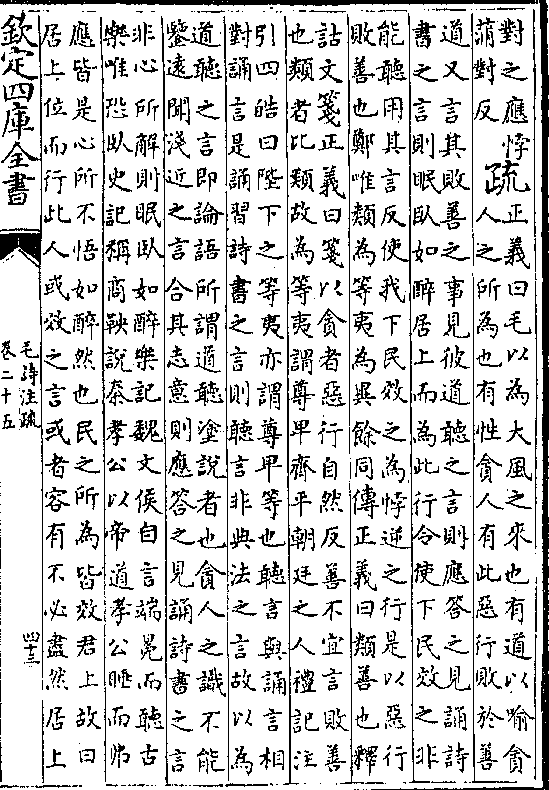 對之應悖
蒲對反
疏
正義曰毛以為大風之來也有道以喻貪
人之所為也有性貪人有此惡行敗於善
道又言其敗善之事見彼道聽之言則應答之見誦詩
書之言則眠臥如醉居上而為此行令使下民效之非
能聽用其言反使我下民效之為悖逆之行是以惡行
敗善也鄭唯類為等夷為異餘同傳正義曰類善也釋
詁文箋正義曰箋以貪者惡行自然反善不宜言敗善
也類者比類故為等夷謂尊卑齊平朝廷之人禮記注
引四皓曰陛下之等夷亦謂尊卑等也聽言與誦言相
對誦言是誦習詩書之言則聽言非典法之言故以為
道聽之言即論語所謂道聽塗說者也貪人之識不能
鑒遠聞淺近之言合其志意則應答之見誦詩書之言
非心所解則眠臥如醉樂記魏文侯自言端冕而聽古
樂唯恐臥史記稱商鞅說秦孝公以帝道孝公睡而弗
應皆是心所不悟如醉然也民之所為皆效君上故曰
居上位而行此人或效之言或者容有不必盡然居上
欽定四庫全書
毛詩注疏
卷二十五
四十三